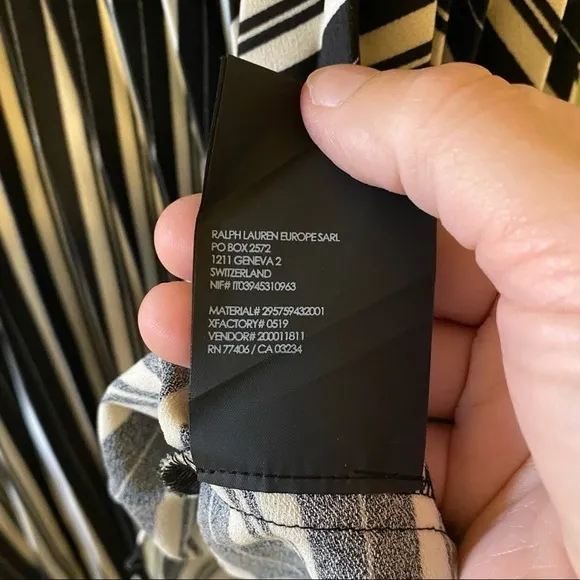 RALPH LAUREN EUROPE SARL
PO BOX 2572
1211 GENEVA 2
SWITZERLAND
NIF# IT03945310963
MATERIAL# 295759432001
XFACTORY# 0519
VENDOR# 200011811
RN 77406 / CA 03234